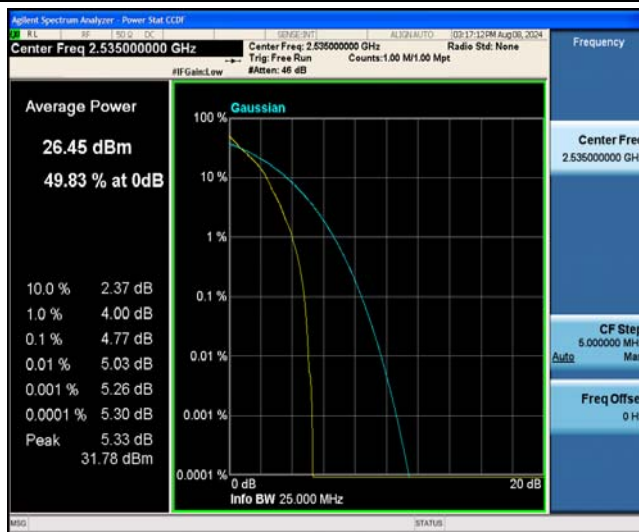 Agilent Spectrum Analyzer - Power Stat CCDF
RL RF 50 Ω DC SENSE:INT ALIGN AUTO 03:17:12 PM Aug 08, 2024
Center Freq 2.535000000 GHz
Center Freq: 2.535000000 GHz Radio Std: None
Trig: Free Run Counts:1.00 M/1.00 Mpt
#IFGain:Low #Atten: 46 dB
Frequency
Average Power
26.45 dBm
49.83 % at 0dB
10.0 % 2.37 dB
1.0 % 4.00 dB
0.1 % 4.77 dB
0.01 % 5.03 dB
0.001 % 5.26 dB
0.0001 % 5.30 dB
Peak 5.33 dB
31.78 dBm
Gaussian
100 %
10 %
1 %
0.1 %
0.01 %
0.001 %
0.0001 %
0 dB 20 dB
Info BW 25.000 MHz
Center Freq
2.535000000 GH
CF Step
5.000000 MH
Auto Ma
Freq Offse
0 H
MSG STATUS